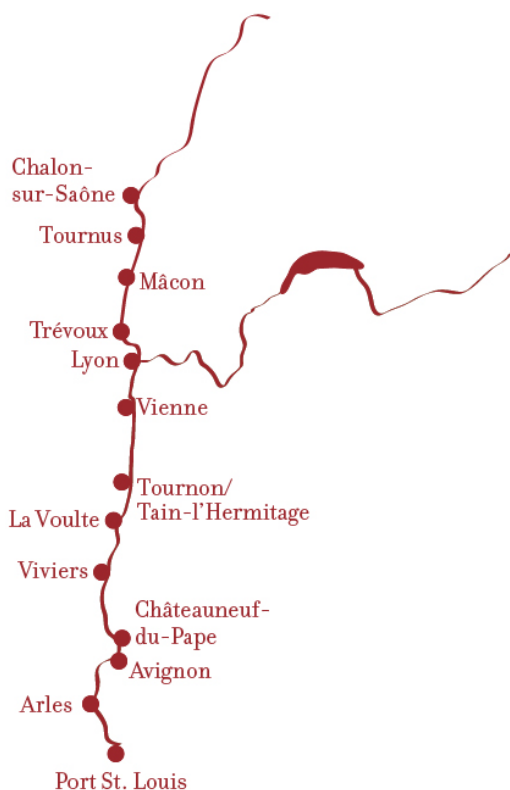 Chalon-
sur-Saône
Tournus
Mâcon
Trévoux
Lyon
Vienne
Tournon/
Tain-l'Hermitage
La Voulte
Viviers
Châteauneuf-
du-Pape
Avignon
Arles
Port St. Louis